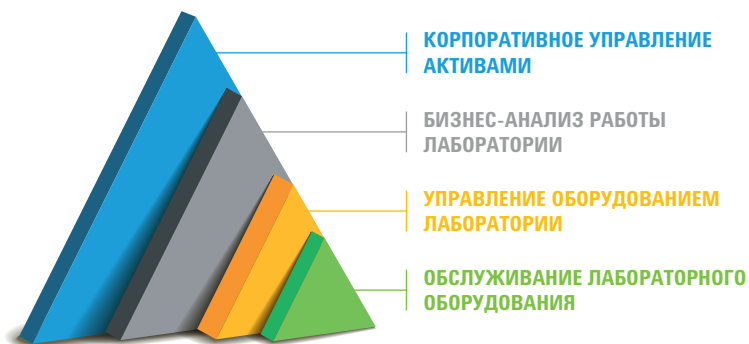 КОРПОРАТИВНОЕ УПРАВЛЕНИЕ
АКТИВАМИ
БИЗНЕС-АНАЛИЗ РАБОТЫ
ЛАБОРАТОРИИ
УПРАВЛЕНИЕ ОБОРУДОВАНИЕМ
ЛАБОРАТОРИИ
ОБСЛУЖИВАНИЕ ЛАБОРАТОРНОГО
ОБОРУДОВАНИЯ